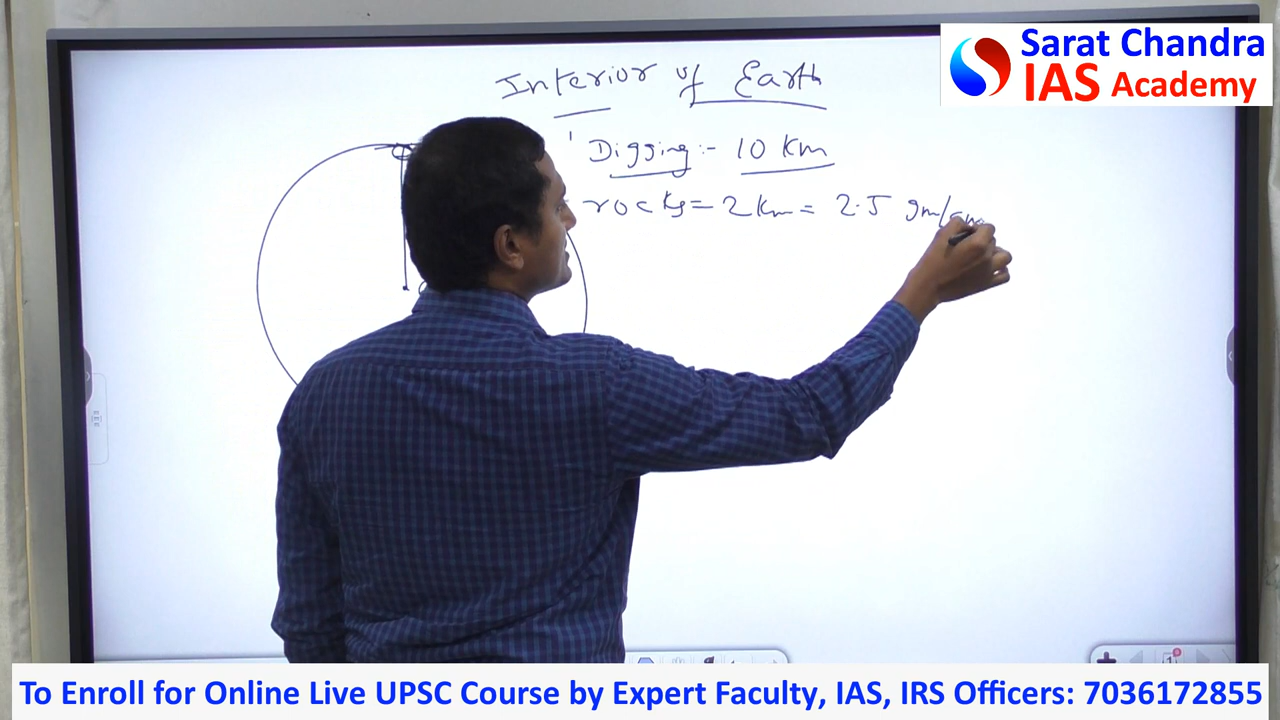 Sarat Chandra
IAS Academy
Interior of Earth
Digging:- 10 Km
rocks = 2 Km = 2.5 gm/cm
To Enroll for Online Live UPSC Course by Expert Faculty, IAS, IRS Officers: 7036172855